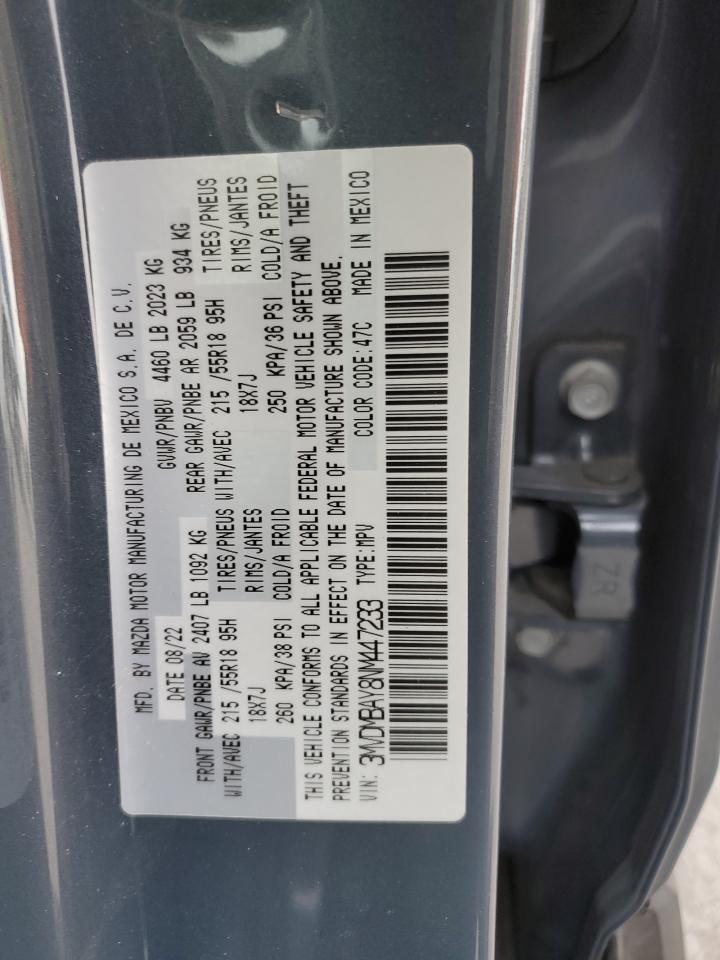 MFD. BY MAZDA MOTOR MANUFACTURING DE MEXICO S.A. DE C.V.
DATE 08/22 GVWR/PNBV 4460 LB 2023 KG
FRONT GAWR/PNBE AV 2407 LB 1092 KG REAR GAWR/PNBE AR 2059 LB 934 KG
WITH/AVEC 215 /55R18 95H TIRES/PNEUS WITH/AVEC 215 /55R18 95H TIRES/PNEUS
18X7J RIMS/JANTES 18X7J RIMS/JANTES
260 KPA/38 PSI COLD/A FROID 250 KPA/36 PSI COLD/A FROID
THIS VEHICLE CONFORMS TO ALL APPLICABLE FEDERAL MOTOR VEHICLE SAFETY AND THEFT
PREVENTION STANDARDS IN EFFECT ON THE DATE OF MANUFACTURE SHOWN ABOVE.
VIN: 3MVDMBAY8NM447233 TYPE:MPV COLOR CODE:47C MADE IN MEXICO
ZR